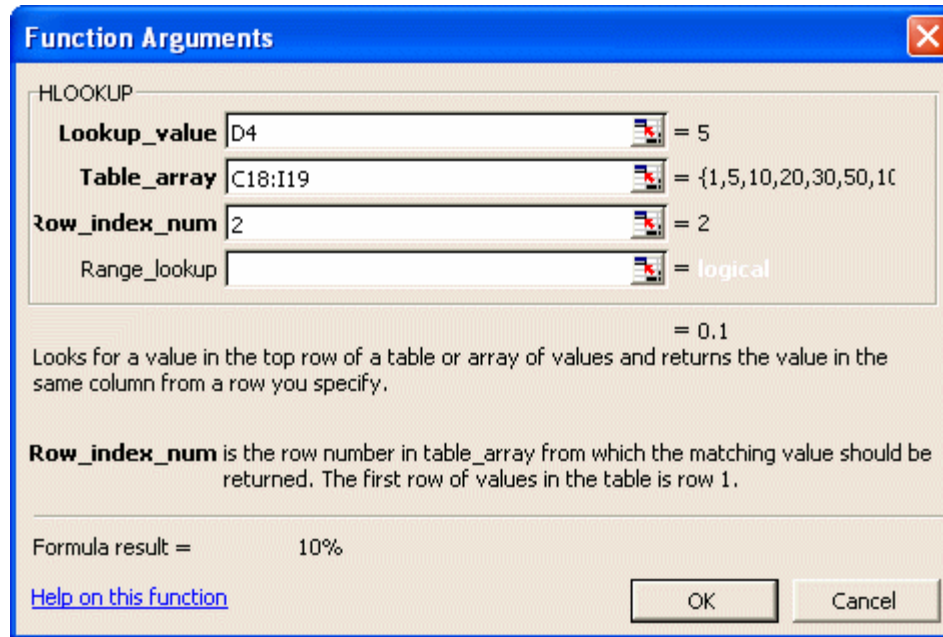 Function Arguments
HLOOKUP
Lookup_value D4 = 5
Table_array C18:I19 = {1,5,10,20,30,50,10
Row_index_num 2 = 2
Range_lookup = logical
= 0.1
Looks for a value in the top row of a table or array of values and returns the value in the
same column from a row you specify.
Row_index_num is the row number in table_array from which the matching value should be
returned. The first row of values in the table is row 1.
Formula result = 10%
Help on this function OK Cancel